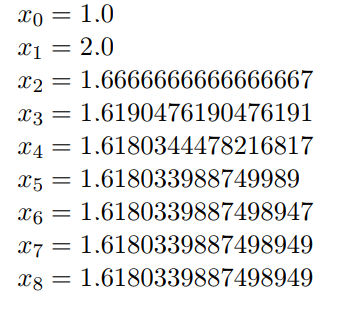 x₀ = 1.0
x₁ = 2.0
x₂ = 1.6666666666666667
x₃ = 1.6190476190476191
x₄ = 1.6180344478216817
x₅ = 1.618033988749989
x₆ = 1.6180339887498947
x₇ = 1.6180339887498949
x₈ = 1.6180339887498949